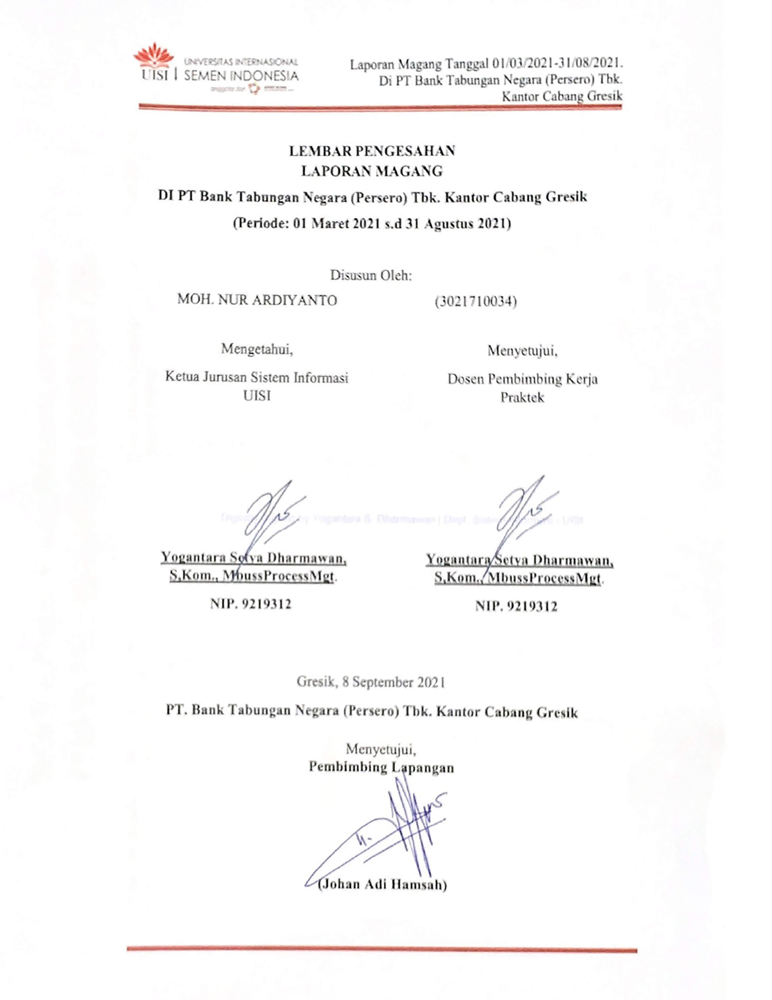 UNIVERSITAS INTERNASIONAL
UISI | SEMEN INDONESIA
anggota dari
Laporan Magang Tanggal 01/03/2021-31/08/2021.
Di PT Bank Tabungan Negara (Persero) Tbk.
Kantor Cabang Gresik
LEMBAR PENGESAHAN
LAPORAN MAGANG
DI PT Bank Tabungan Negara (Persero) Tbk. Kantor Cabang Gresik
(Periode: 01 Maret 2021 s.d 31 Agustus 2021)
Disusun Oleh:
MOH. NUR ARDIYANTO (3021710034)
Mengetahui,
Ketua Jurusan Sistem Informasi
UISI
Menyetujui,
Dosen Pembimbing Kerja
Praktek
by Yogantara S. Dharmawan | Dept. Sistem | UISI
Yogantara Setya Dharmawan,
S,Kom., MbussProcessMgt.
NIP. 9219312
Yogantara Setya Dharmawan,
S,Kom., MbussProcessMgt.
NIP. 9219312
Gresik, 8 September 2021
PT. Bank Tabungan Negara (Persero) Tbk. Kantor Cabang Gresik
Menyetujui,
Pembimbing Lapangan
(Johan Adi Hamsah)